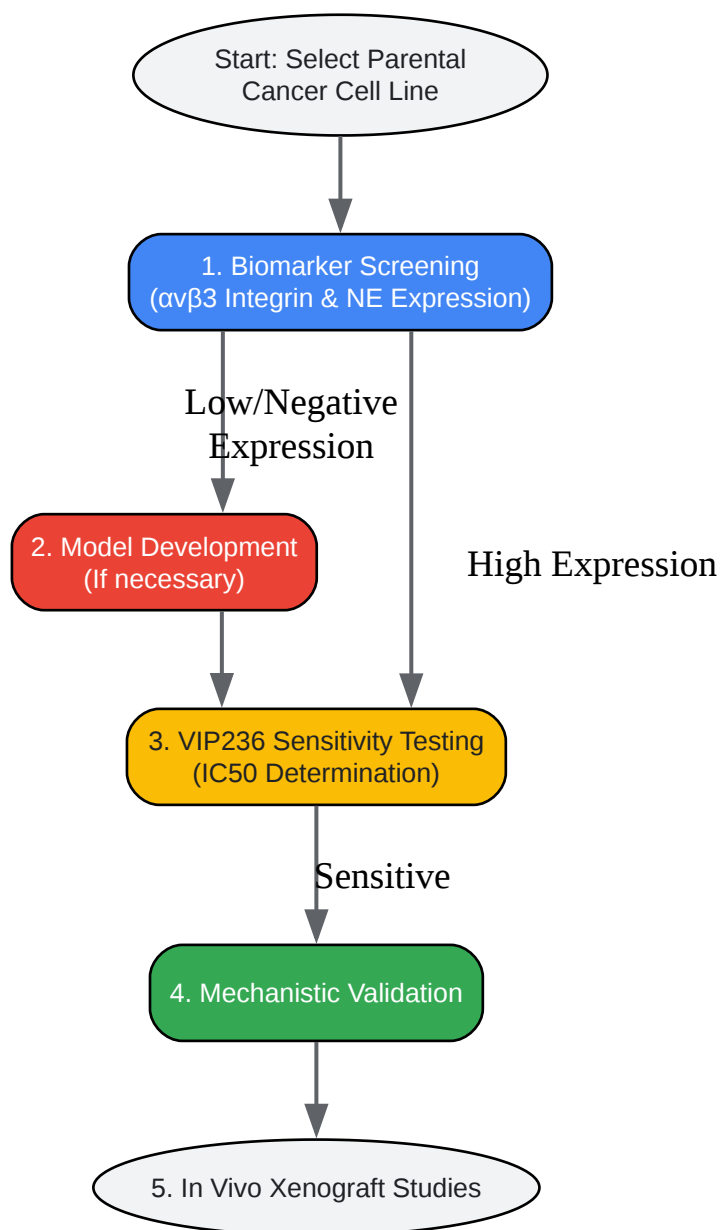 Start: Select Parental
Cancer Cell Line
1. Biomarker Screening
(αvβ3 Integrin & NE Expression)
Low/Negative
Expression
2. Model Development
(If necessary)
High Expression
3. VIP236 Sensitivity Testing
(IC50 Determination)
Sensitive
4. Mechanistic Validation
5. In Vivo Xenograft Studies